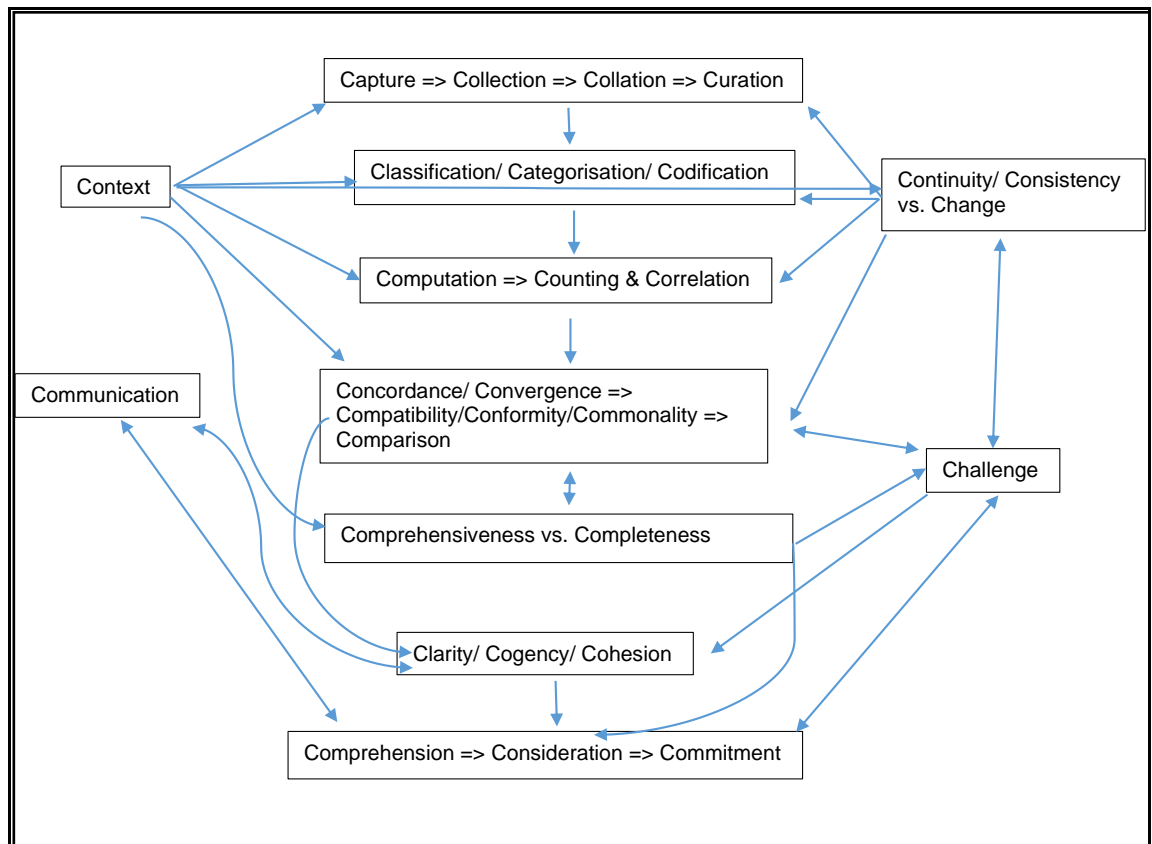 Capture => Collection => Collation => Curation
Classification/ Categorisation/ Codification
Context
Continuity/ Consistency
vs. Change
Computation => Counting & Correlation
Communication
Concordance/ Convergence =>
Compatibility/Conformity/Commonality =>
Comparison
Challenge
Comprehensiveness vs. Completeness
Clarity/ Cogency/ Cohesion
Comprehension => Consideration => Commitment